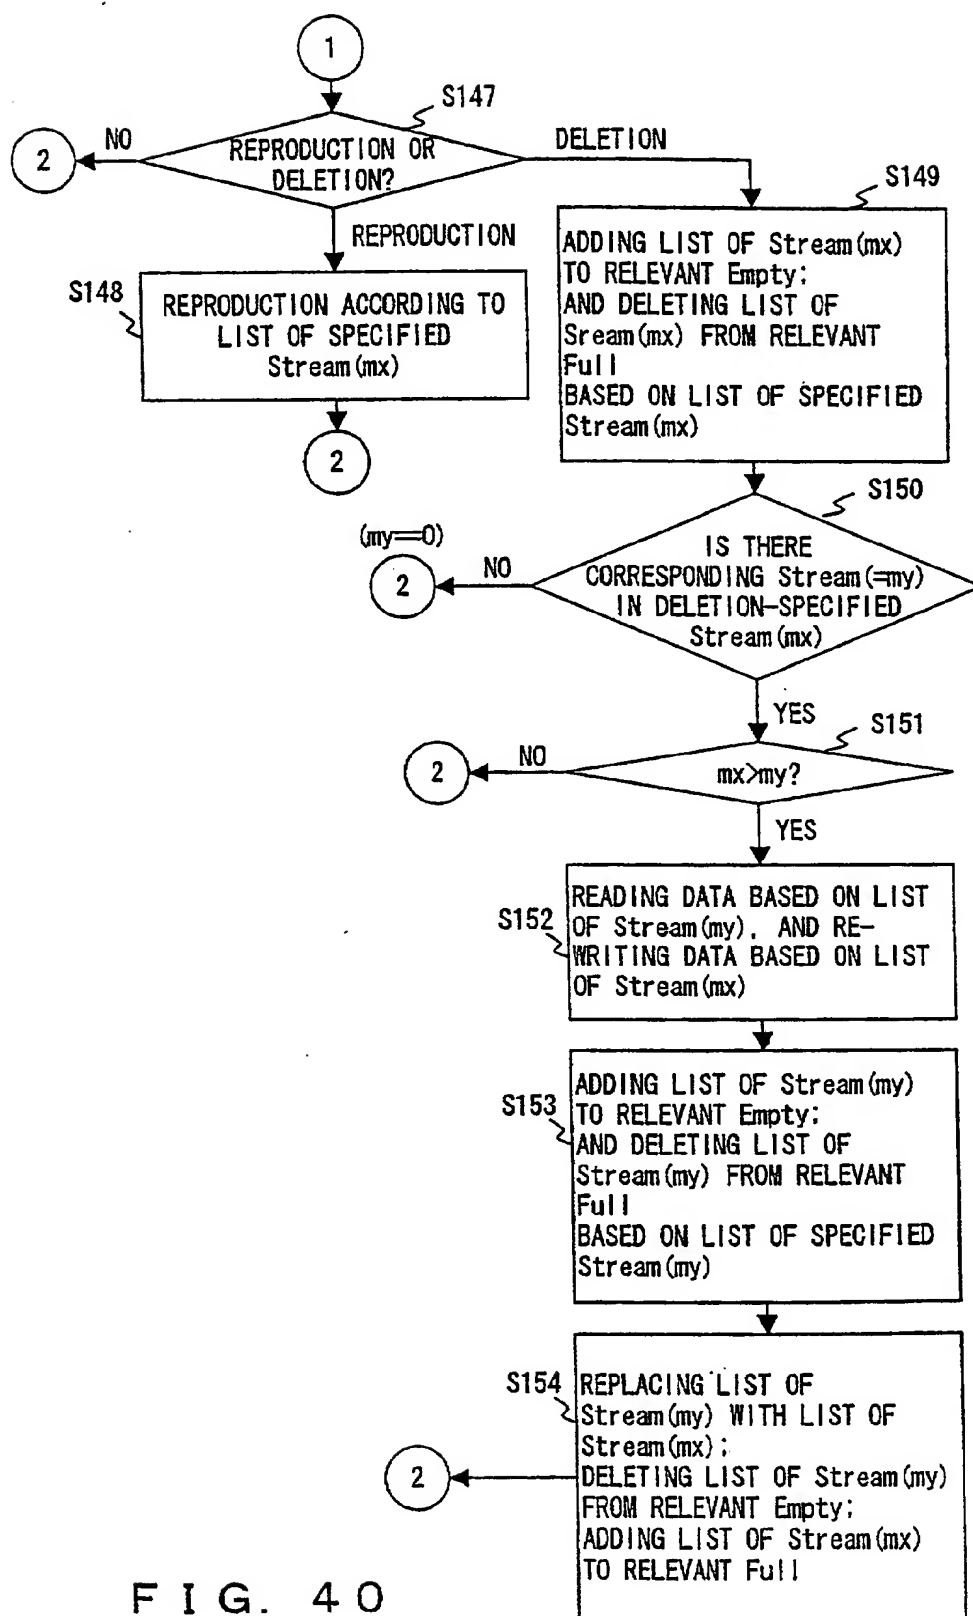 1
S147
NO
2
REPRODUCTION OR
DELETION?
DELETION
S149
REPRODUCTION
S148
REPRODUCTION ACCORDING TO
LIST OF SPECIFIED
Stream(mx)
2
ADDING LIST OF Stream(mx)
TO RELEVANT Empty;
AND DELETING LIST OF
Sream(mx) FROM RELEVANT
Full
BASED ON LIST OF SPECIFIED
Stream(mx)
S150
(my==0)
2
NO
IS THERE
CORRESPONDING Stream(=my)
IN DELETION-SPECIFIED
Stream(mx)
YES
S151
2
NO
mx>my?
YES
S152
READING DATA BASED ON LIST
OF Stream(my), AND RE-
WRITING DATA BASED ON LIST
OF Stream(mx)
S153
ADDING LIST OF Stream(my)
TO RELEVANT Empty;
AND DELETING LIST OF
Stream(my) FROM RELEVANT
Full
BASED ON LIST OF SPECIFIED
Stream(my)
S154
REPLACING LIST OF
Stream(my) WITH LIST OF
Stream(mx);
DELETING LIST OF Stream(my)
FROM RELEVANT Empty;
ADDING LIST OF Stream(mx)
TO RELEVANT Full
2
FIG. 40